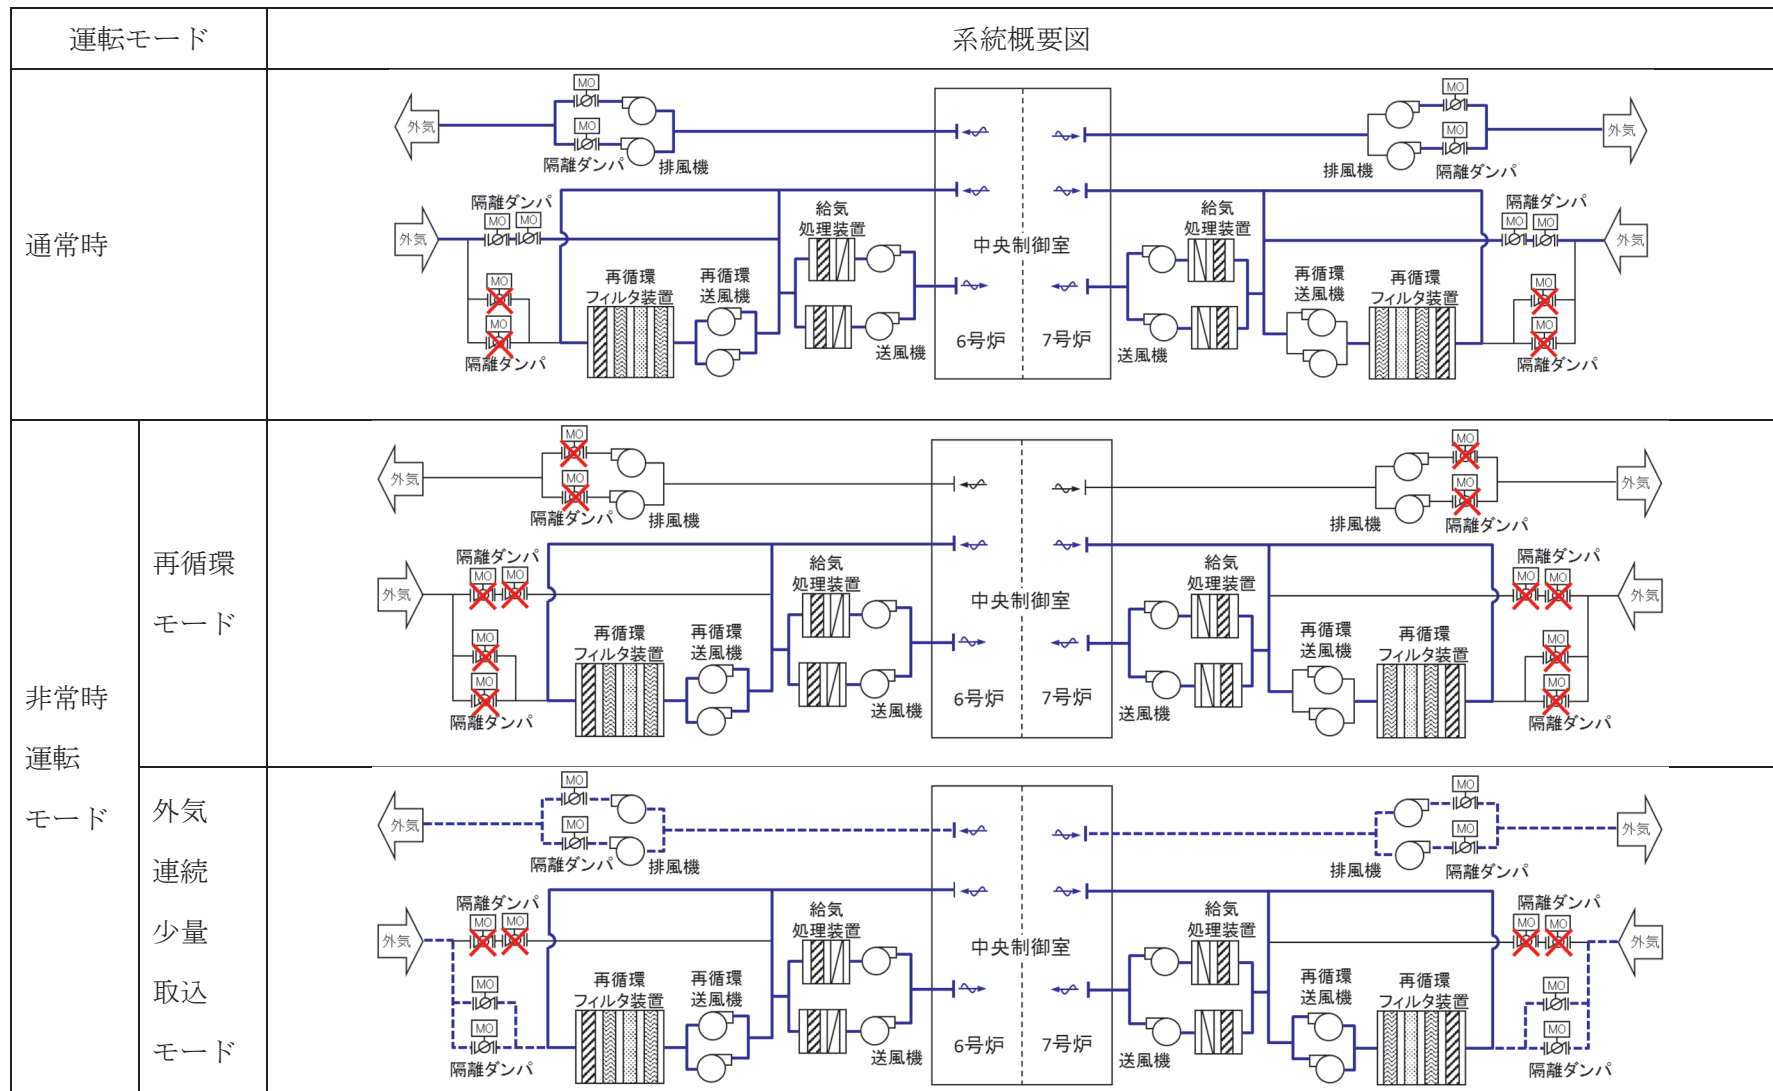 運転モード
系統概要図
通常時
MO
MO
外気
隔離ダンパ
排風機
隔離ダンパ
MO MO
外気
MO
MO
隔離ダンパ
再循環
フィルタ装置
再循環
送風機
給気
処理装置
送風機
中央制御室
6号炉
7号炉
MO
MO
外気
排風機
隔離ダンパ
隔離ダンパ
MO MO
外気
給気
処理装置
送風機
再循環
送風機
再循環
フィルタ装置
MO
MO
隔離ダンパ
非常時
運転
モード
再循環
モード
MO
MO
外気
隔離ダンパ
排風機
隔離ダンパ
MO MO
外気
MO
MO
隔離ダンパ
再循環
フィルタ装置
再循環
送風機
給気
処理装置
送風機
中央制御室
6号炉
7号炉
MO
MO
外気
排風機
隔離ダンパ
隔離ダンパ
MO MO
外気
給気
処理装置
送風機
再循環
送風機
再循環
フィルタ装置
MO
MO
隔離ダンパ
外気
連続
少量
取込
モード
MO
MO
外気
隔離ダンパ
排風機
隔離ダンパ
MO MO
外気
MO
MO
隔離ダンパ
再循環
フィルタ装置
再循環
送風機
給気
処理装置
送風機
中央制御室
6号炉
7号炉
MO
MO
外気
排風機
隔離ダンパ
隔離ダンパ
MO MO
外気
給気
処理装置
送風機
再循環
送風機
再循環
フィルタ装置
MO
MO
隔離ダンパ